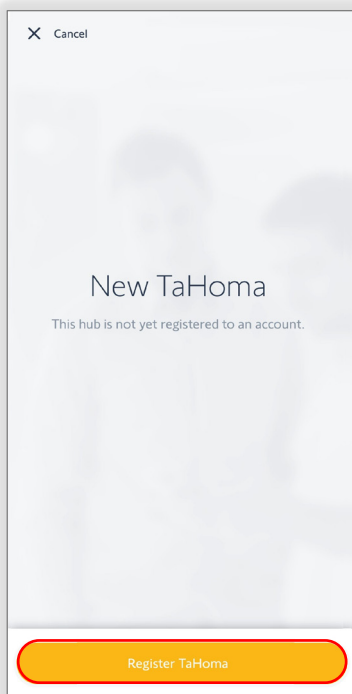 Cancel
New TaHoma
This hub is not yet registered to an account.
Register TaHoma